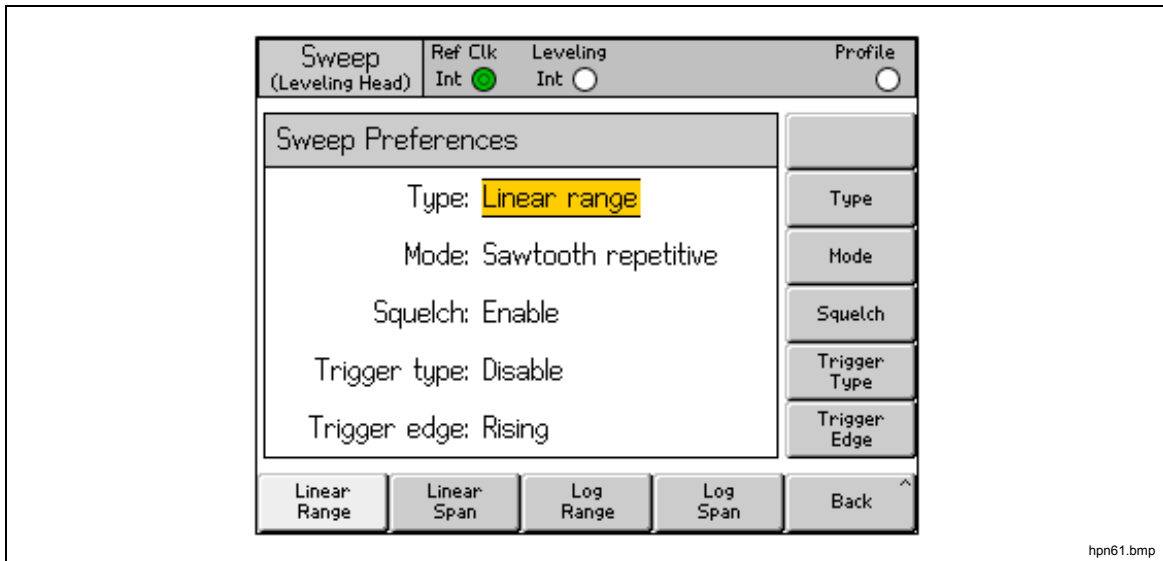 Sweep
(Leveling Head)
Ref Clk
Int
Leveling
Int
Profile
Sweep Preferences
Type: Linear range
Mode: Sawtooth repetitive
Squelch: Enable
Trigger type: Disable
Trigger edge: Rising
Type
Mode
Squelch
Trigger
Type
Trigger
Edge
Linear
Range
Linear
Span
Log
Range
Log
Span
Back ^
hpn61.bmp